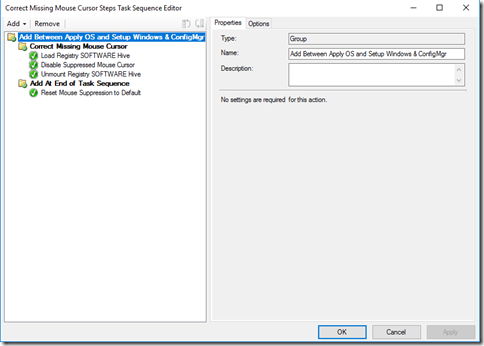 Correct Missing Mouse Cursor Steps Task Sequence Editor
Add Remove
Add Between Apply OS and Setup Windows & ConfigMgr
Correct Missing Mouse Cursor
Load Registry SOFTWARE Hive
Disable Suppressed Mouse Cursor
Unmount Registry SOFTWARE Hive
Add At End of Task Sequence
Reset Mouse Suppression to Default
Properties Options
Type: Group
Name: Add Between Apply OS and Setup Windows & ConfigMgr
Description:
No settings are required for this action.
OK Cancel Apply